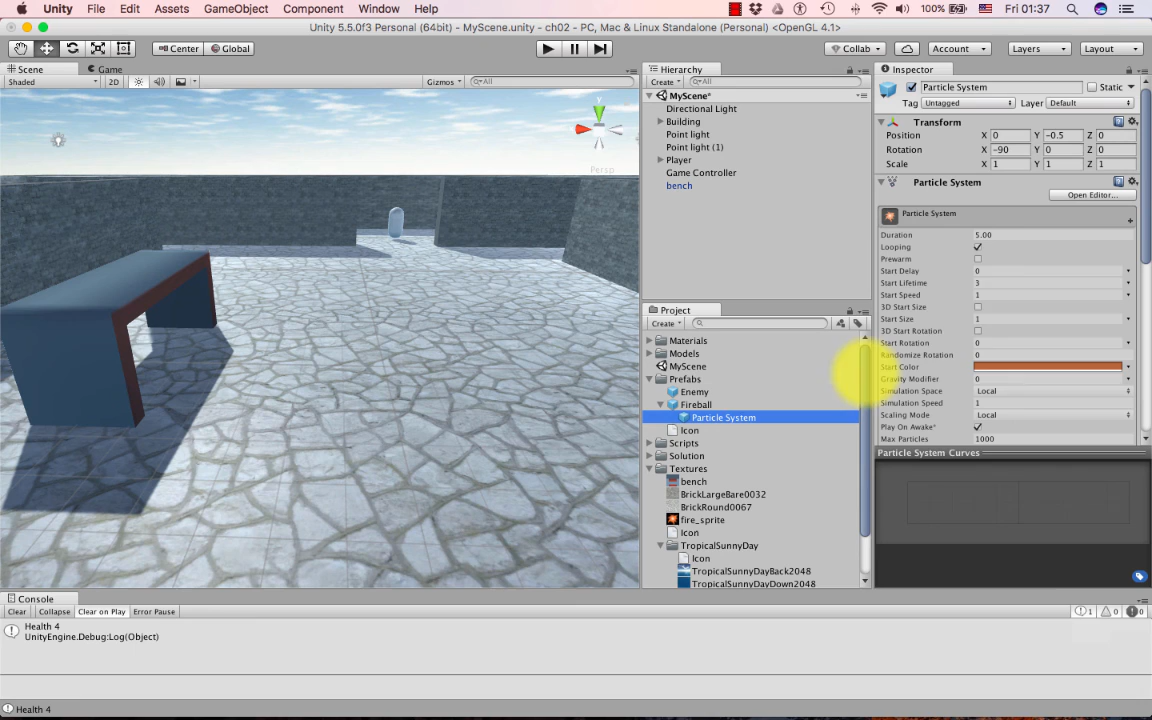 Unity File Edit Assets GameObject Component Window Help 100% Fri 01:37
Unity 5.5.0f3 Personal (64bit) - MyScene.unity - ch02 - PC, Mac & Linux Standalone (Personal) <OpenGL 4.1>
Center Global Collab Account Layers Layout
Scene Game
Shaded 2D Gizmos All
y
Persp
Hierarchy
Create All
MyScene*
Directional Light
Building
Point light
Point light (1)
Player
Game Controller
bench
Project
Create
Materials
Models
MyScene
Prefabs
Enemy
Fireball
Particle System
Icon
Scripts
Solution
Textures
bench
BrickLargeBare0032
BrickRound0067
fire_sprite
Icon
TropicalSunnyDay
Icon
TropicalSunnyDayBack2048
TropicalSunnyDayDown2048
Inspector
Particle System Static
Tag Untagged Layer Default
Transform
Position X 0 Y -0.5 Z 0
Rotation X -90 Y 0 Z 0
Scale X 1 Y 1 Z 1
Particle System
Open Editor...
Particle System
Duration 5.00
Looping
Prewarm
Start Delay 0
Start Lifetime 3
Start Speed 1
3D Start Size
Start Size 1
3D Start Rotation
Start Rotation 0
Randomize Rotation 0
Start Color
Gravity Modifier 0
Simulation Space Local
Simulation Speed 1
Scaling Mode Local
Play On Awake*
Max Particles 1000
Particle System Curves
Console
Clear Collapse Clear on Play Error Pause 1 0 0
Health 4
UnityEngine.Debug:Log(Object)
Health 4